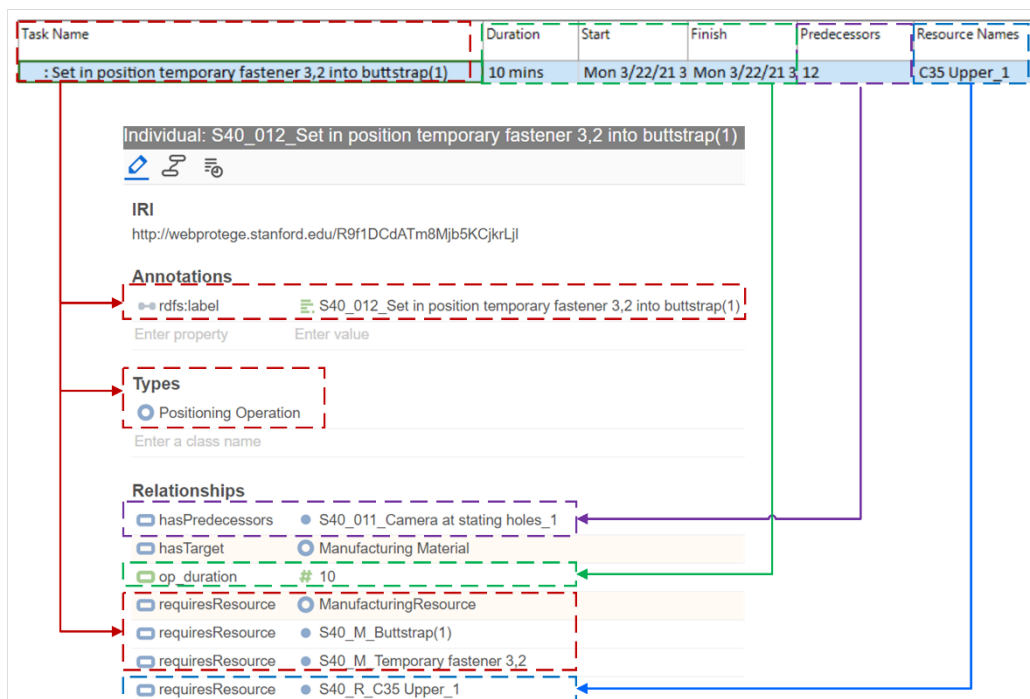 Task Name Duration Start Finish Predecessors Resource Names
: Set in position temporary fastener 3,2 into buttstrap(1) 10 mins Mon 3/22/21 3 Mon 3/22/21 3 12 C35 Upper_1
Individual: S40_012_Set in position temporary fastener 3,2 into buttstrap(1)
IRI
http://webprotege.stanford.edu/R9f1DCdATm8Mjb5KCjkrLjl
Annotations
rdfs:label S40_012_Set in position temporary fastener 3,2 into buttstrap(1)
Enter property Enter value
Types
Positioning Operation
Enter a class name
Relationships
hasPredecessors S40_011_Camera at stating holes_1
hasTarget Manufacturing Material
op_duration # 10
requiresResource ManufacturingResource
requiresResource S40_M_Buttstrap(1)
requiresResource S40_M_Temporary fastener 3,2
requiresResource S40_R_C35 Upper_1